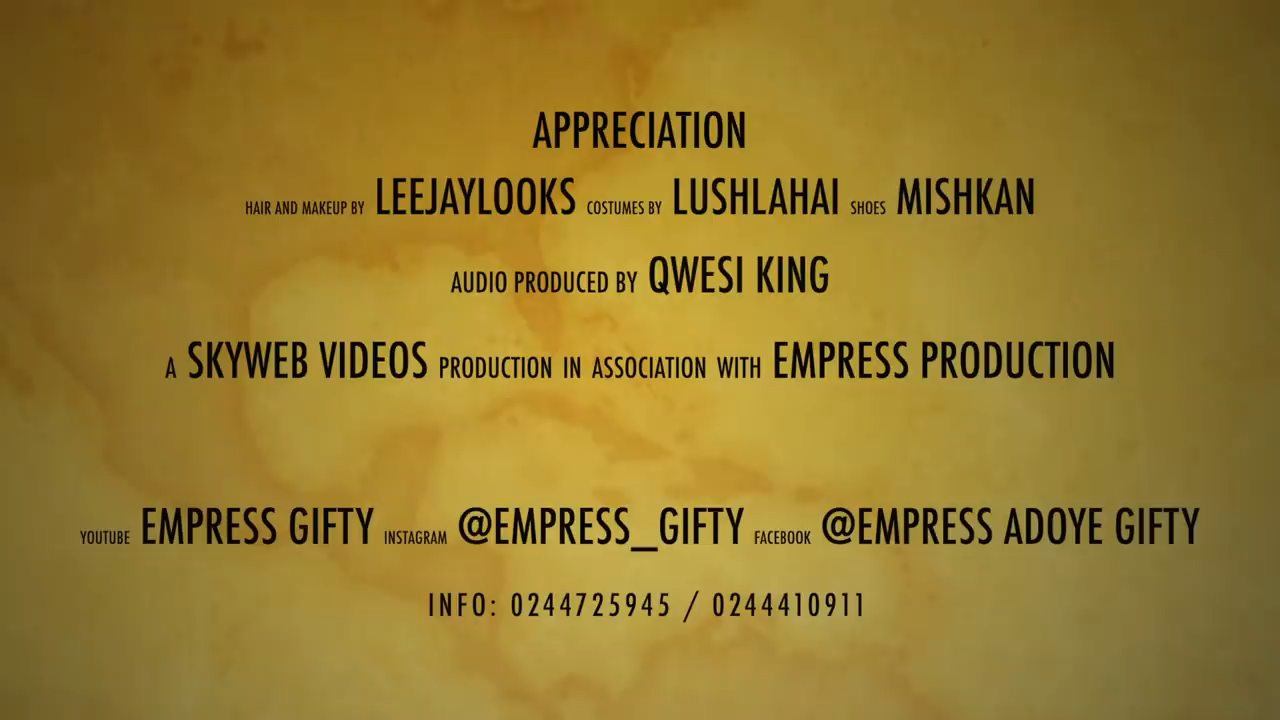 APPRECIATION
HAIR AND MAKEUP BY LEEJAYLOOKS COSTUMES BY LUSHLAHAI SHOES MISHKAN
AUDIO PRODUCED BY QWESI KING
A SKYWEB VIDEOS PRODUCTION IN ASSOCIATION WITH EMPRESS PRODUCTION
YOUTUBE EMPRESS GIFTY INSTAGRAM @EMPRESS_GIFTY FACEBOOK @EMPRESS ADOYE GIFTY
INFO: 0244725945 / 0244410911